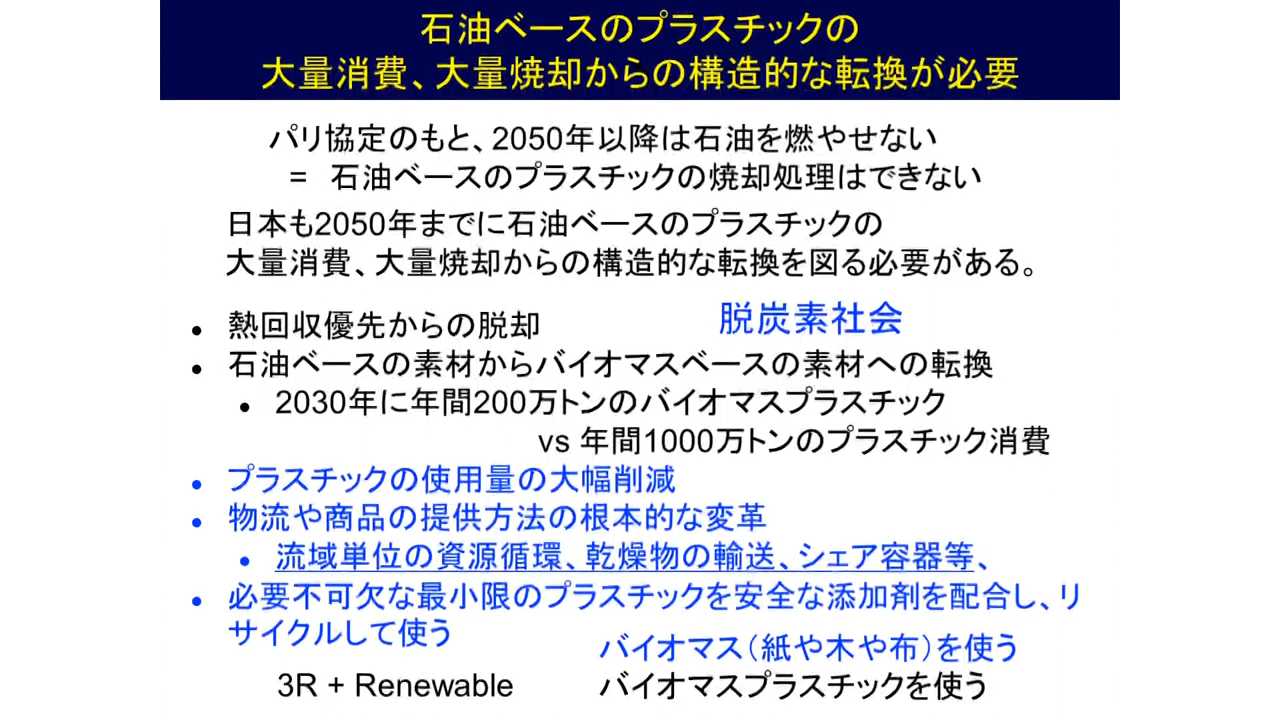 石油ベースのプラスチックの
大量消費、大量焼却からの構造的な転換が必要
パリ協定のもと、2050年以降は石油を燃やせない
= 石油ベースのプラスチックの焼却処理はできない
日本も2050年までに石油ベースのプラスチックの
大量消費、大量焼却からの構造的な転換を図る必要がある。
• 熱回収優先からの脱却
脱炭素社会
• 石油ベースの素材からバイオマスベースの素材への転換
• 2030年に年間200万トンのバイオマスプラスチック
vs 年間1000万トンのプラスチック消費
• プラスチックの使用量の大幅削減
• 物流や商品の提供方法の根本的な変革
• 流域単位の資源循環、乾燥物の輸送、シェア容器等、
• 必要不可欠な最小限のプラスチックを安全な添加剤を配合し、リ
サイクルして使う
バイオマス（紙や木や布）を使う
3R + Renewable
バイオマスプラスチックを使う